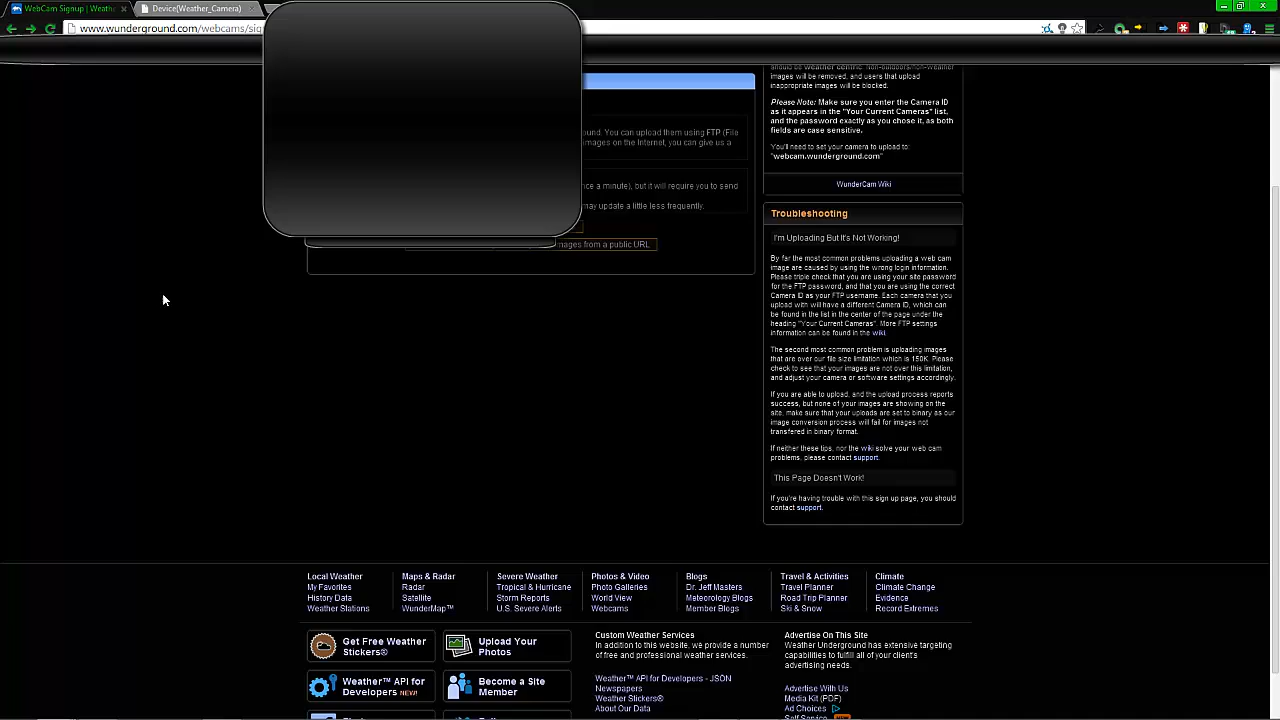 WebCam Signup | Weath
Device(Weather_Camera)
www.wunderground.com/webcams/sig
ound. You can upload them using FTP (File
images on the Internet, you can give us a
nce a minute), but it will require you to send
may update a little less frequently.
mages from a public URL
should be weather centric. Non-outdoors/non-weather
images will be removed, and users that upload
inappropriate images will be blocked.
Please Note: Make sure you enter the Camera ID
as it appears in the "Your Current Cameras" list,
and the password exactly as you chose it, as both
fields are case sensitive.
You'll need to set your camera to upload to:
"webcam.wunderground.com"
WunderCam Wiki
Troubleshooting
I'm Uploading But It's Not Working!
By far the most common problems uploading a web cam
image are caused by using the wrong login information.
Please triple check that you are using your site password
for the FTP password, and that you are using the correct
Camera ID as your FTP username. Each camera that you
upload with will have a different Camera ID, which can
be found in the list in the center of the page under the
heading "Your Current Cameras". More FTP settings
information can be found in the wiki.
The second most common problem is uploading images
that are over our file size limitation which is 150K. Please
check to see that your images are not over this limitation,
and adjust your camera or software settings accordingly.
If you are able to upload, and the upload process reports
success, but none of your images are showing on the
site, make sure that your uploads are set to binary as our
image conversion process will fail for images not
transfered in binary format.
If neither these tips, nor the wiki solve your web cam
problems, please contact support.
This Page Doesn't Work!
If you're having trouble with this sign up page, you should
contact support.
Local Weather
My Favorites
History Data
Weather Stations
Maps & Radar
Radar
Satellite
WunderMap™
Severe Weather
Tropical & Hurricane
Storm Reports
U.S. Severe Alerts
Photos & Video
Photo Galleries
World View
Webcams
Blogs
Dr. Jeff Masters
Meteorology Blogs
Member Blogs
Travel & Activities
Travel Planner
Road Trip Planner
Ski & Snow
Climate
Climate Change
Evidence
Record Extremes
Get Free Weather
Stickers®
Upload Your
Photos
Weather™ API for
Developers NEW!
Become a Site
Member
Custom Weather Services
In addition to this website, we provide a number
of free and professional weather services.
Weather™ API for Developers - JSON
Newspapers
Weather Stickers®
About Our Data
Advertise On This Site
Weather Underground has extensive targeting
capabilities to fulfill all of your client's
advertising needs.
Advertise With Us
Media Kit (PDF)
Ad Choices